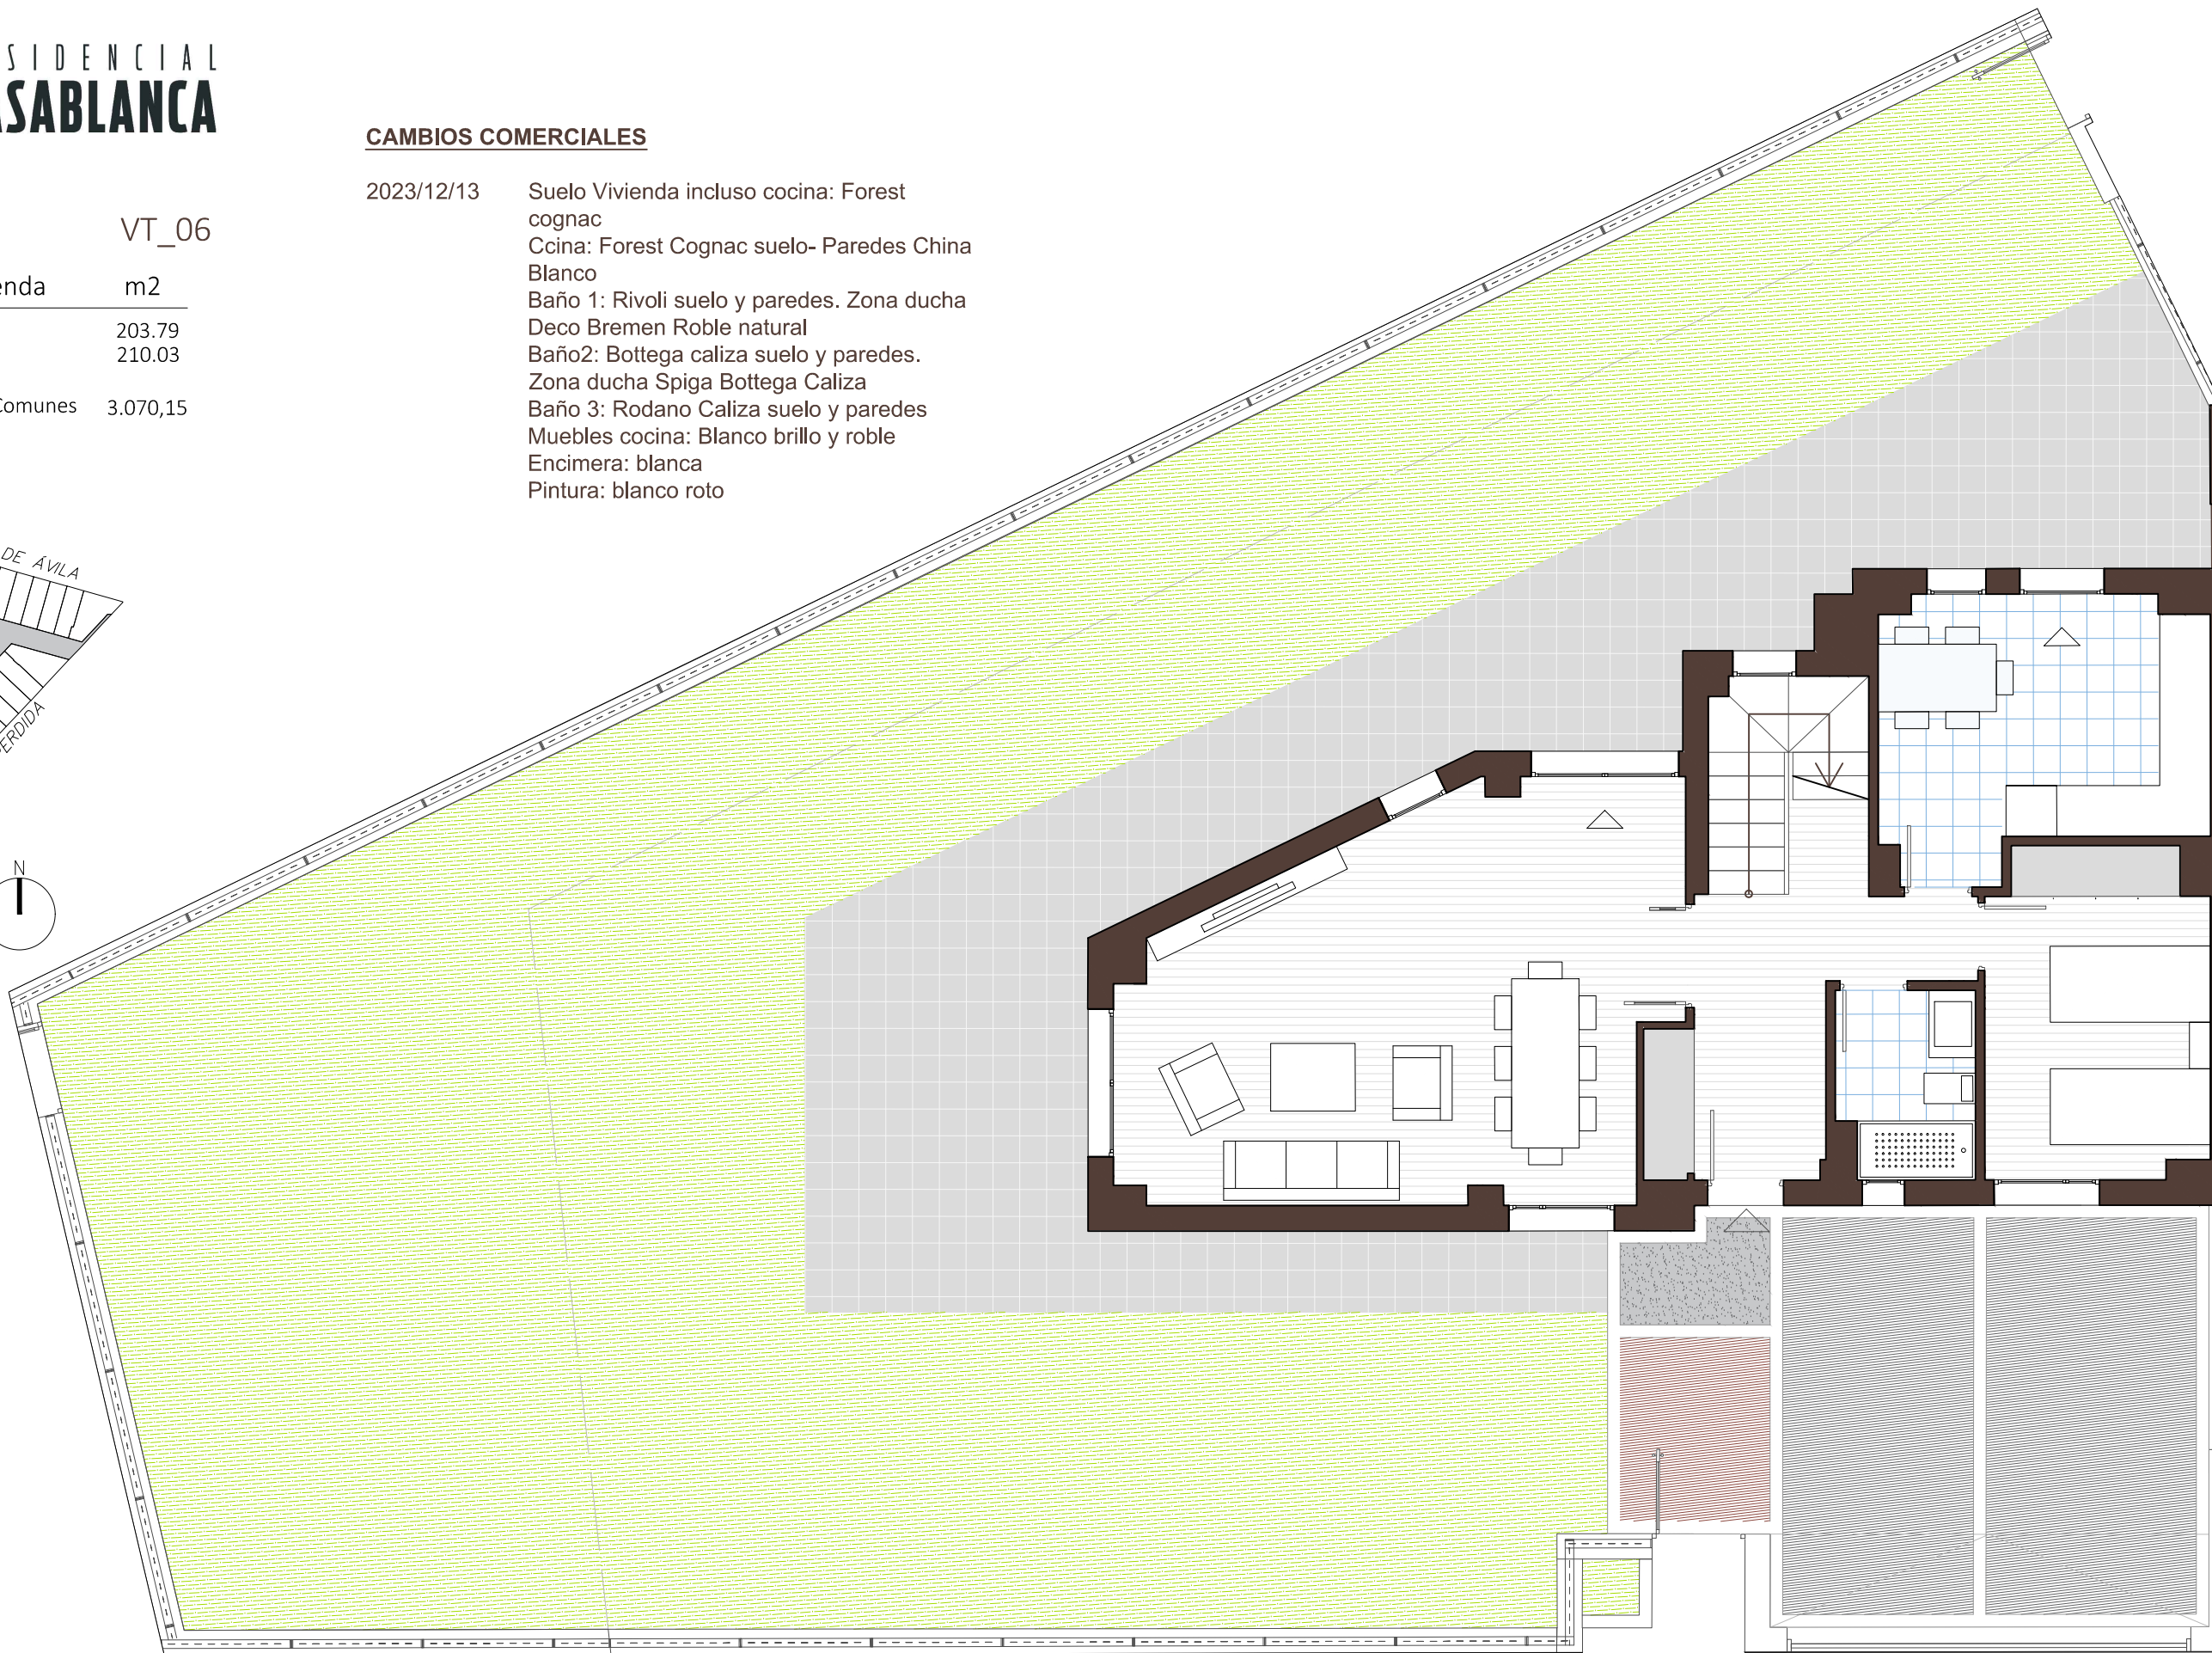 SIDENCIAL
ASABLANCA
VT_06
enda m2
203.79
210.03
Comunes 3.070,15
CAMBIOS COMERCIALES
2023/12/13 Suelo Vivienda incluso cocina: Forest
cognac
Ccina: Forest Cognac suelo- Paredes China
Blanco
Baño 1: Rivoli suelo y paredes. Zona ducha
Deco Bremen Roble natural
Baño2: Bottega caliza suelo y paredes.
Zona ducha Spiga Bottega Caliza
Baño 3: Rodano Caliza suelo y paredes
Muebles cocina: Blanco brillo y roble
Encimera: blanca
Pintura: blanco roto
DE ÁVILA
PERDIDA
N